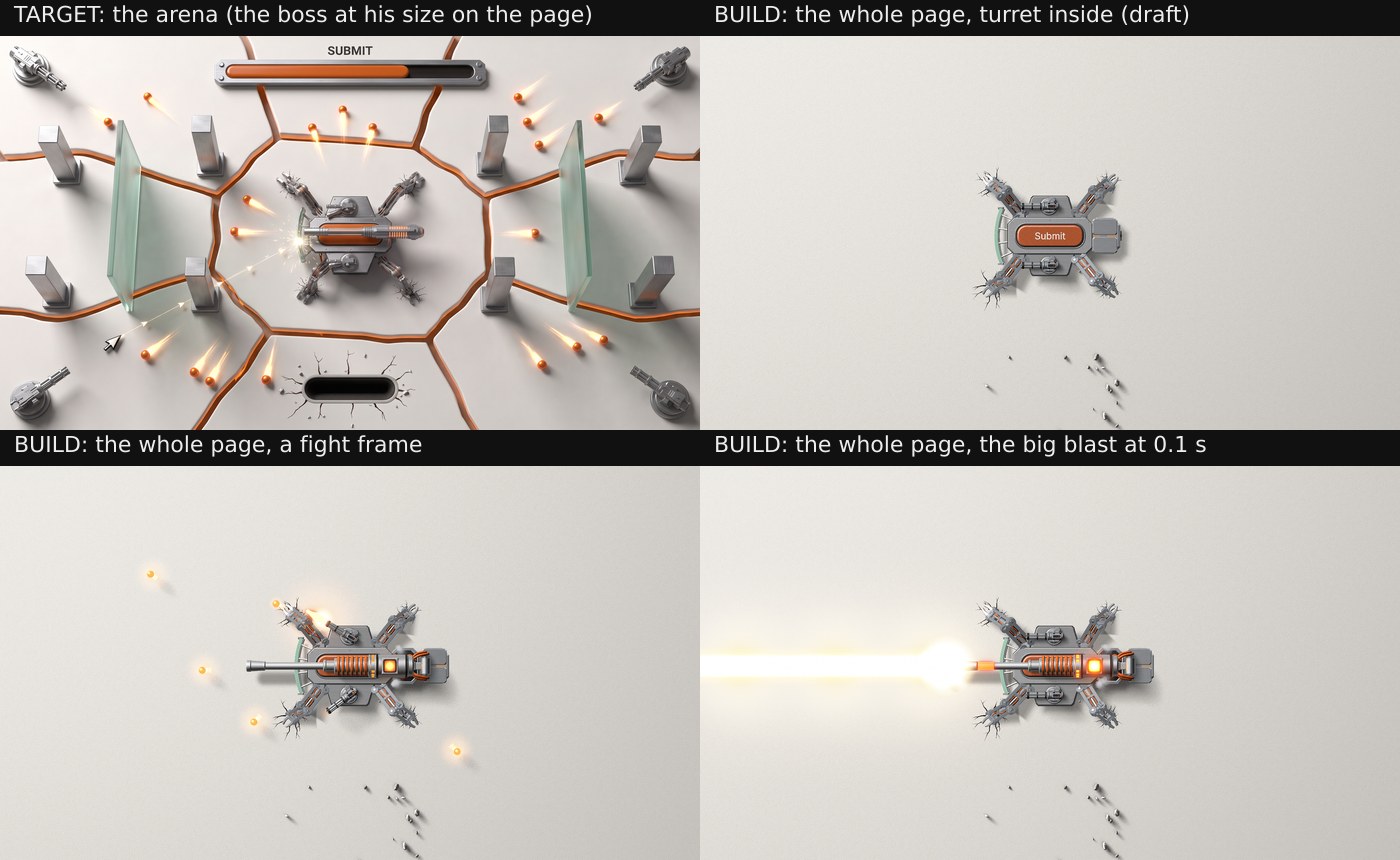 TARGET: the arena (the boss at his size on the page)
BUILD: the whole page, turret inside (draft)
SUBMIT
Submit
BUILD: the whole page, a fight frame
BUILD: the whole page, the big blast at 0.1 s